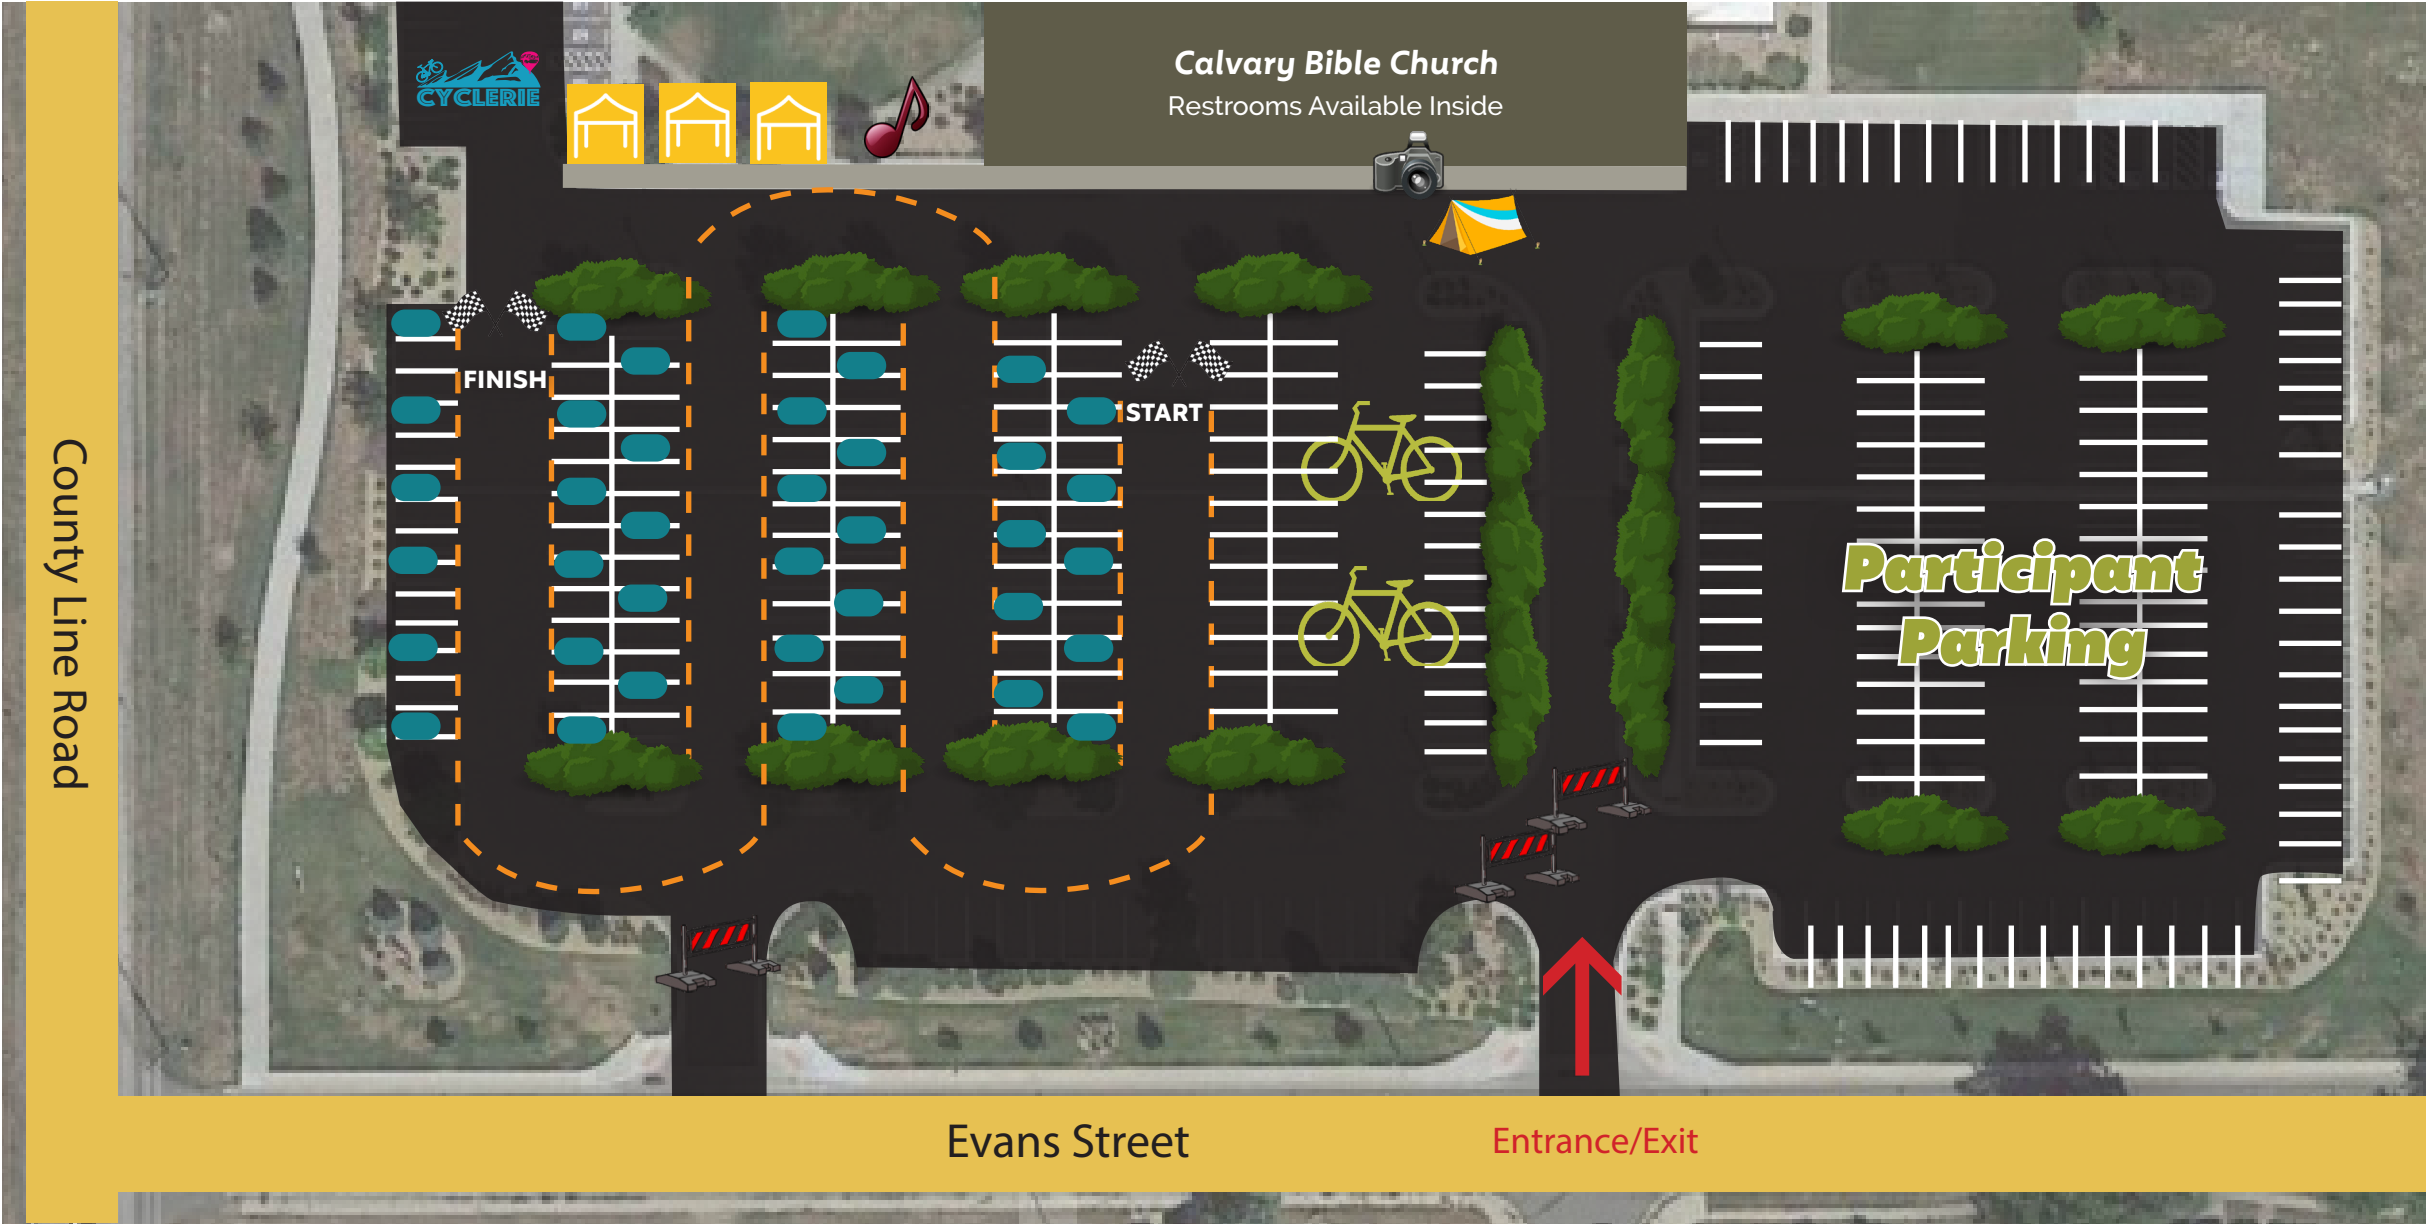 CYCLERIE
Calvary Bible Church
Restrooms Available Inside
FINISH
START
County Line Road
Participant
Parking
Evans Street
Entrance/Exit